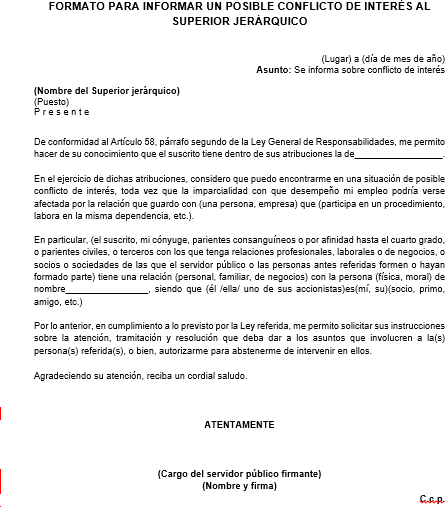 FORMATO PARA INFORMAR UN POSIBLE CONFLICTO DE INTERÉS AL
SUPERIOR JERÁRQUICO
(Lugar) a (día de mes de año)
Asunto: Se informa sobre conflicto de interés
(Nombre del Superior jerárquico)
(Puesto)
P r e s e n t e
De conformidad al Artículo 58, párrafo segundo de la Ley General de Responsabilidades, me permito
hacer de su conocimiento que el suscrito tiene dentro de sus atribuciones la de__________________.
En el ejercicio de dichas atribuciones, considero que puedo encontrarme en una situación de posible
conflicto de interés, toda vez que la imparcialidad con que desempeño mi empleo podría verse
afectada por la relación que guardo con (una persona, empresa) que (participa en un procedimiento,
labora en la misma dependencia, etc.).
En particular, (el suscrito, mi cónyuge, parientes consanguíneos o por afinidad hasta el cuarto grado,
o parientes civiles, o terceros con los que tenga relaciones profesionales, laborales o de negocios, o
socios o sociedades de las que el servidor público o las personas antes referidas formen o hayan
formado parte) tiene una relación (personal, familiar, de negocios) con la persona (física, moral) de
nombre_________________, siendo que (él /ella/ uno de sus accionistas)es(mí, su)(socio, primo,
amigo, etc.)
Por lo anterior, en cumplimiento a lo previsto por la Ley referida, me permito solicitar sus instrucciones
sobre la atención, tramitación y resolución que deba dar a los asuntos que involucren a la(s)
persona(s) referida(s), o bien, autorizarme para abstenerme de intervenir en ellos.
Agradeciendo su atención, reciba un cordial saludo.
ATENTAMENTE
(Cargo del servidor público firmante)
(Nombre y firma)
C.c.p.